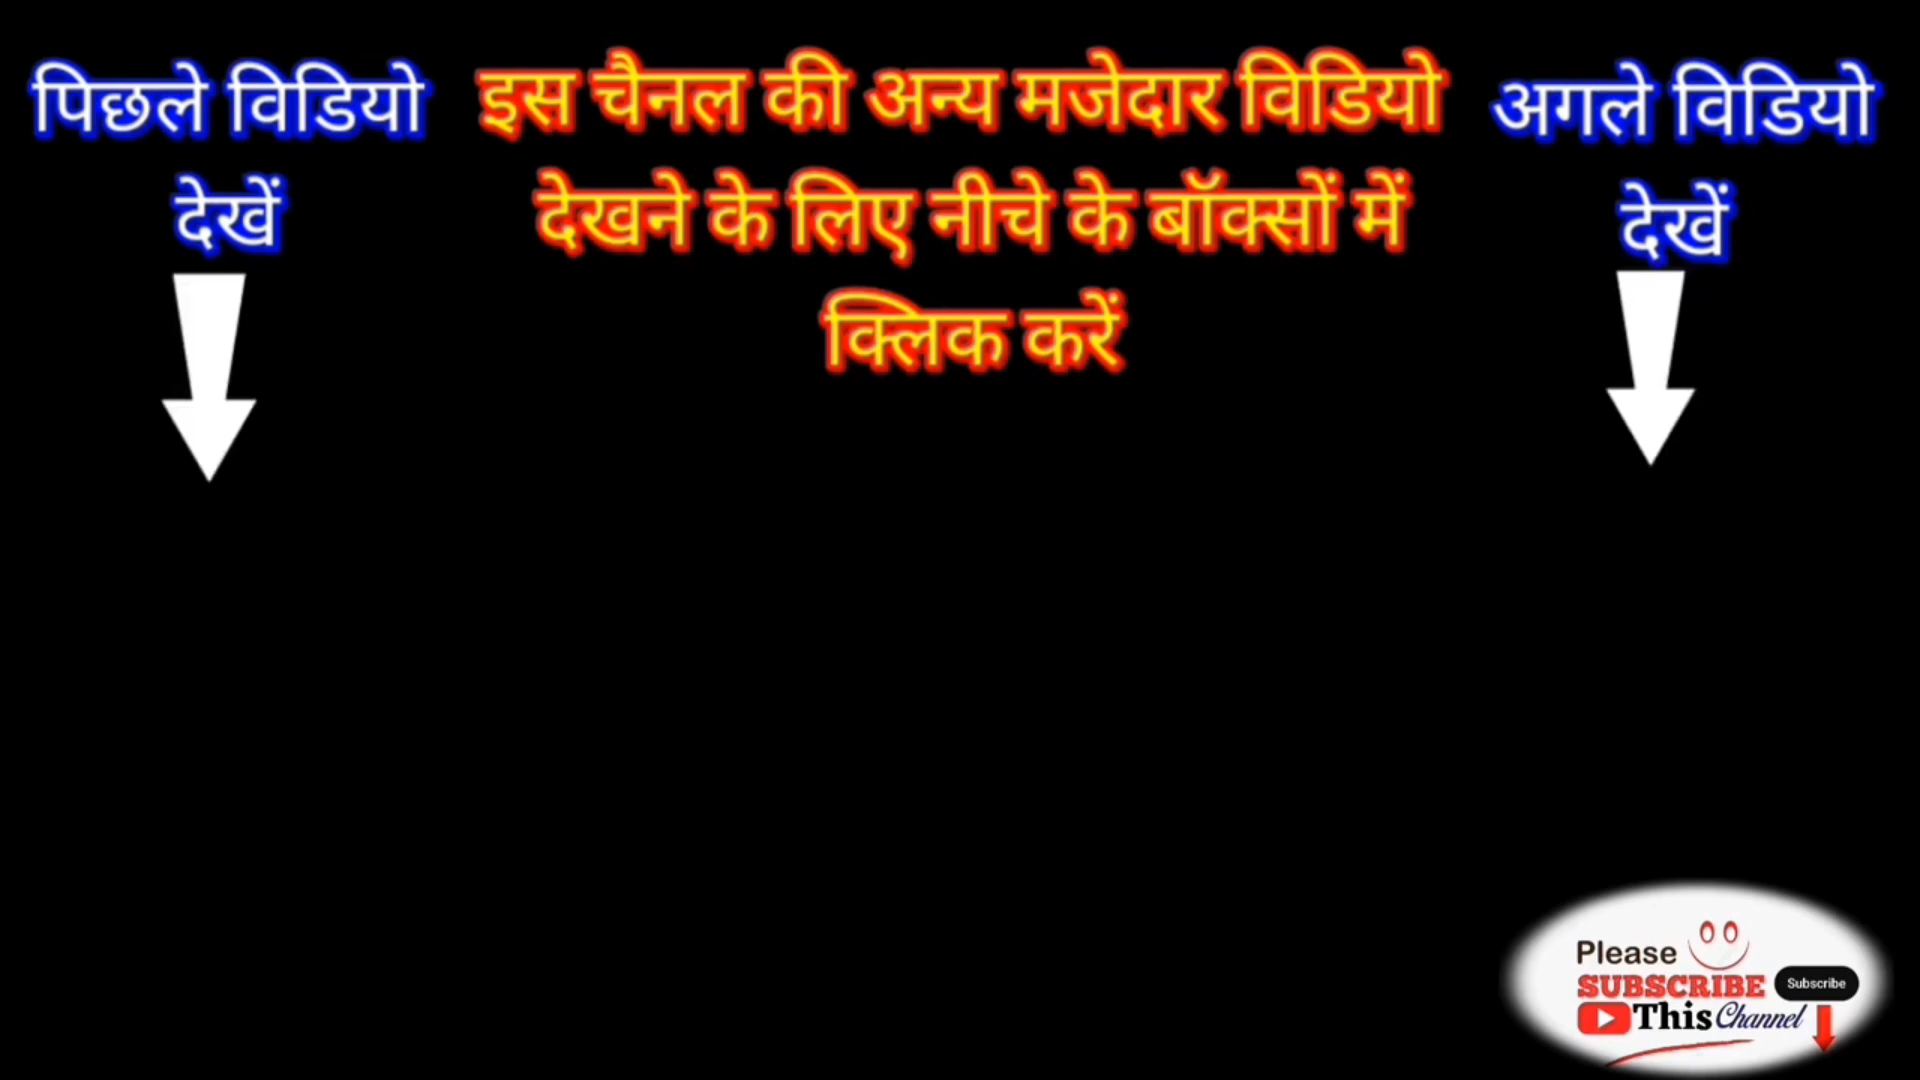 पिछले विडियो
देखें
इस चैनल की अन्य मजेदार विडियो
देखने के लिए नीचे के बॉक्सों में
क्लिक करें
अगले विडियो
देखें
Please
SUBSCRIBE
Subscribe
This Channel